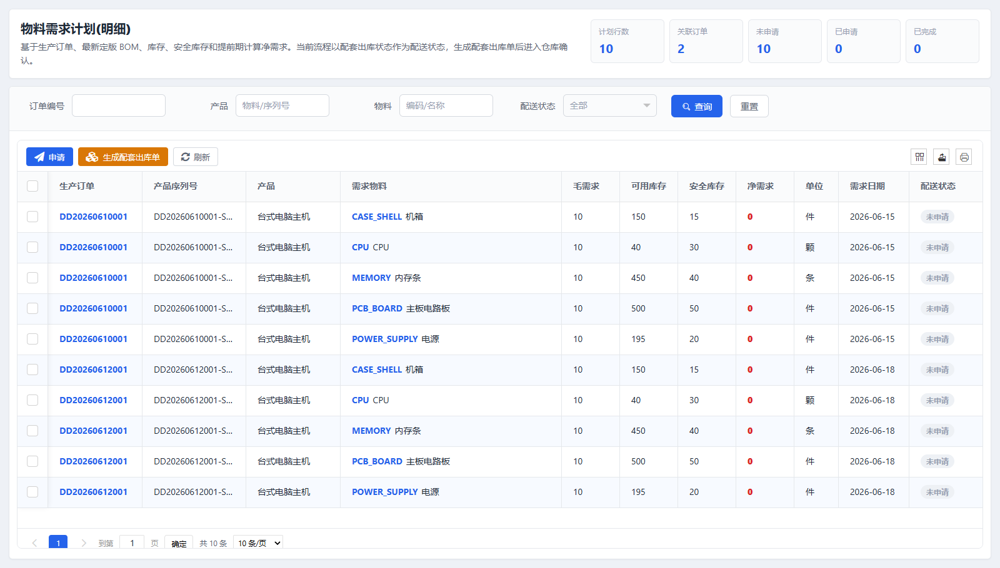 物料需求计划(明细)
基于生产订单、最新定版 BOM、库存、安全库存和提前期计算净需求。当前流程以配套出库状态作为配送状态，生成配套出库单后进入仓库确
认。
计划行数 关联订单 未申请 已申请 已完成
10 2 10 0 0
订单编号 产品 物料/序列号 物料 编码/名称 配送状态 全部 查询 重置
申请 生成配套出库单 刷新
生产订单 产品序列号 产品 需求物料 毛需求 可用库存 安全库存 净需求 单位 需求日期 配送状态
DD20260610001 DD20260610001-S... 台式电脑主机 CASE_SHELL 机箱 10 150 15 0 件 2026-06-15 未申请
DD20260610001 DD20260610001-S... 台式电脑主机 CPU CPU 10 40 30 0 颗 2026-06-15 未申请
DD20260610001 DD20260610001-S... 台式电脑主机 MEMORY 内存条 10 450 40 0 条 2026-06-15 未申请
DD20260610001 DD20260610001-S... 台式电脑主机 PCB_BOARD 主板电路板 10 500 50 0 件 2026-06-15 未申请
DD20260610001 DD20260610001-S... 台式电脑主机 POWER_SUPPLY 电源 10 195 20 0 件 2026-06-15 未申请
DD20260612001 DD20260612001-S... 台式电脑主机 CASE_SHELL 机箱 10 150 15 0 件 2026-06-18 未申请
DD20260612001 DD20260612001-S... 台式电脑主机 CPU CPU 10 40 30 0 颗 2026-06-18 未申请
DD20260612001 DD20260612001-S... 台式电脑主机 MEMORY 内存条 10 450 40 0 条 2026-06-18 未申请
DD20260612001 DD20260612001-S... 台式电脑主机 PCB_BOARD 主板电路板 10 500 50 0 件 2026-06-18 未申请
DD20260612001 DD20260612001-S... 台式电脑主机 POWER_SUPPLY 电源 10 195 20 0 件 2026-06-18 未申请
1 到第 1 页 确定 共 10 条 10 条/页